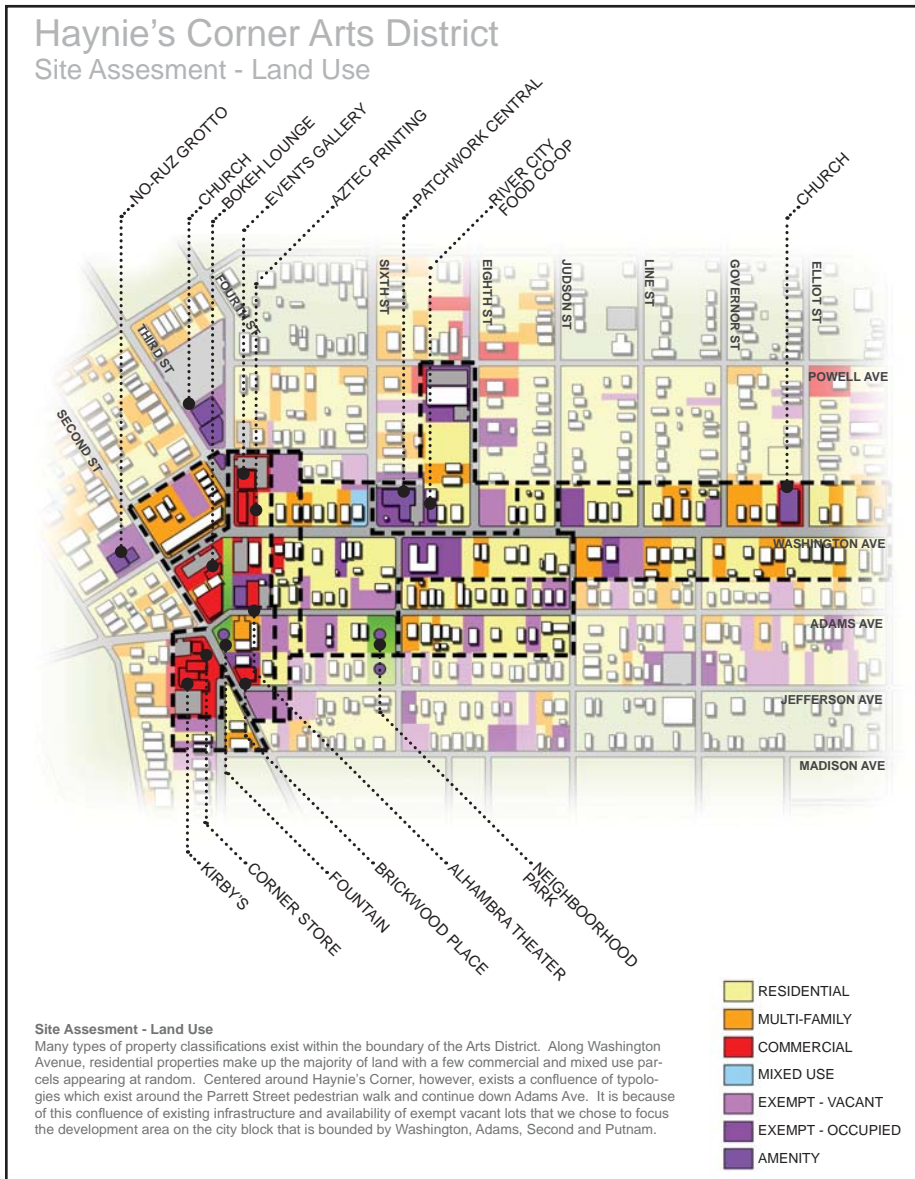 Haynie's Corner Arts District
Site Assesment - Land Use
NO-RUZ GROTTO
CHURCH
BOKEH LOUNGE
EVENTS GALLERY
AZTEC PRINTING
PATCHWORK CENTRAL
RIVER CITY
FOOD CO-OP
CHURCH
SECOND ST
THIRD ST
FOURTH ST
SIXTH ST
EIGHTH ST
JUDSON ST
LINE ST
GOVERNOR ST
ELLIOT ST
POWELL AVE
WASHINGTON AVE
ADAMS AVE
JEFFERSON AVE
MADISON AVE
KIRBY'S
CORNER STORE
FOUNTAIN
BRICKWOOD PLACE
ALHAMBRA THEATER
NEIGHBOORHOOD
PARK
RESIDENTIAL
MULTI-FAMILY
COMMERCIAL
MIXED USE
EXEMPT - VACANT
EXEMPT - OCCUPIED
AMENITY
Site Assesment - Land Use
Many types of property classifications exist within the boundary of the Arts District. Along Washington
Avenue, residential properties make up the majority of land with a few commercial and mixed use par-
cels appearing at random. Centered around Haynie's Corner, however, exists a confluence of typolo-
gies which exist around the Parrett Street pedestrian walk and continue down Adams Ave. It is because
of this confluence of existing infrastructure and availability of exempt vacant lots that we chose to focus
the development area on the city block that is bounded by Washington, Adams, Second and Putnam.